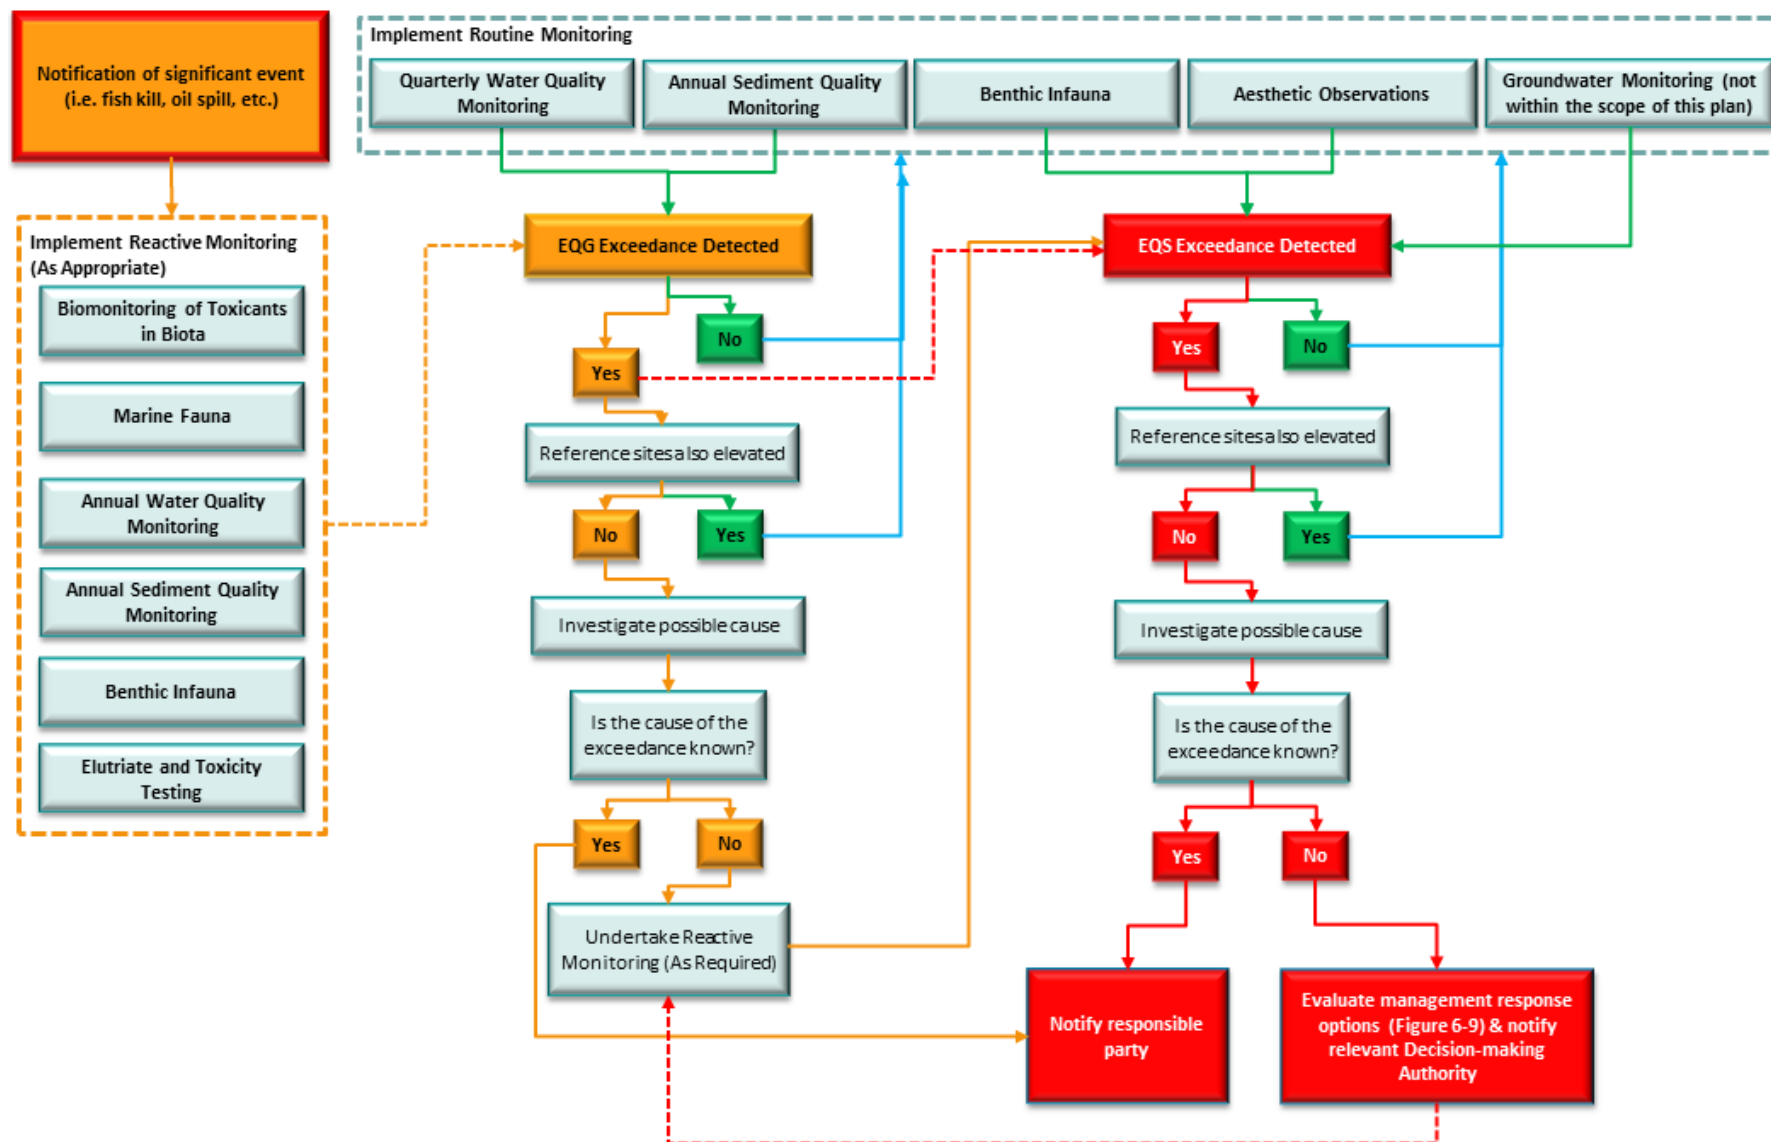 Notification of significant event
(i.e. fish kill, oil spill, etc.)
Implement Routine Monitoring
Quarterly Water Quality
Monitoring
Annual Sediment Quality
Monitoring
Benthic Infauna
Aesthetic Observations
Groundwater Monitoring (not
within the scope of this plan)
Implement Reactive Monitoring
(As Appropriate)
Biomonitoring of Toxicants
in Biota
Marine Fauna
Annual Water Quality
Monitoring
Annual Sediment Quality
Monitoring
Benthic Infauna
Elutriate and Toxicity
Testing
EQG Exceedance Detected
No
Yes
Reference sites also elevated
No
Yes
Investigate possible cause
Is the cause of the
exceedance known?
Yes
No
Undertake Reactive
Monitoring (As Required)
EQS Exceedance Detected
Yes
No
Reference sites also elevated
No
Yes
Investigate possible cause
Is the cause of the
exceedance known?
Yes
No
Notify responsible
party
Evaluate management response
options (Figure 6-9) & notify
relevant Decision-making
Authority